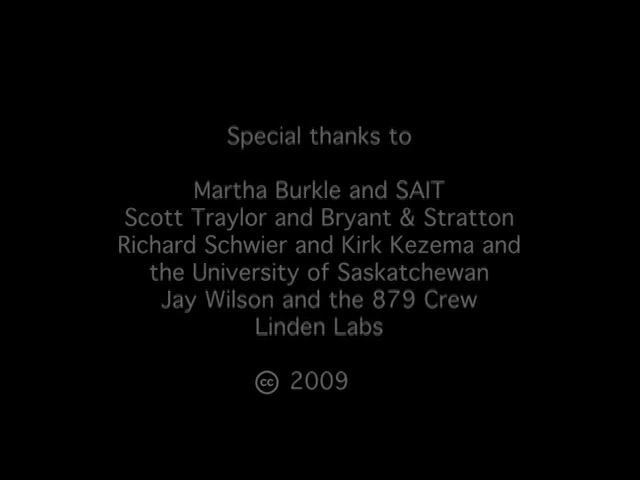 Special thanks to
Martha Burkle and SAIT
Scott Traylor and Bryant & Stratton
Richard Schwier and Kirk Kezema and
the University of Saskatchewan
Jay Wilson and the 879 Crew
Linden Labs
cc 2009